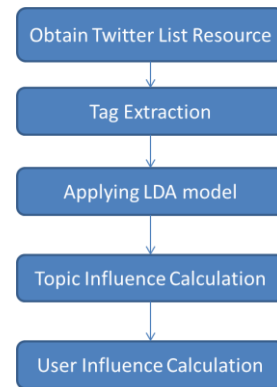 Obtain Twitter List Resource
Tag Extraction
Applying LDA model
Topic Influence Calculation
User Influence Calculation